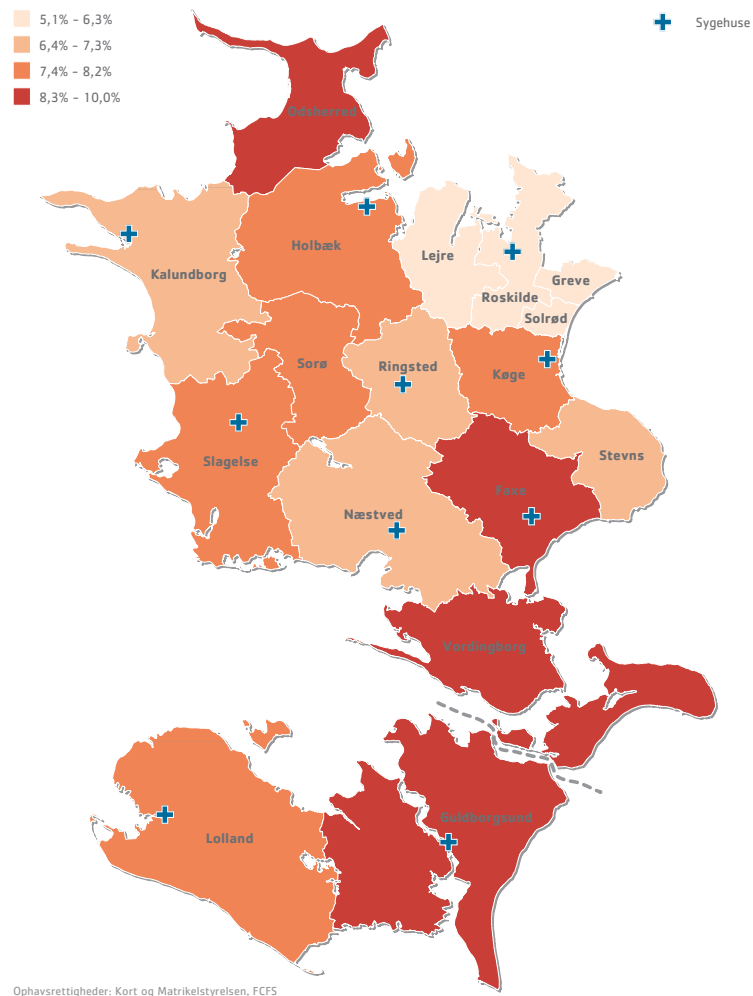 5,1% - 6,3%
6,4% - 7,3%
7,4% - 8,2%
8,3% - 10,0%
Sygehuse
Odsherred
Holbæk
Kalundborg
Lejre
Greve
Roskilde
Solrød
Sorø
Ringsted
Køge
Slagelse
Stevns
Faxe
Næstved
Vordingborg
Guldborgsund
Lolland
Ophavsrettigheder: Kort og Matrikelstyrelsen, FCFS